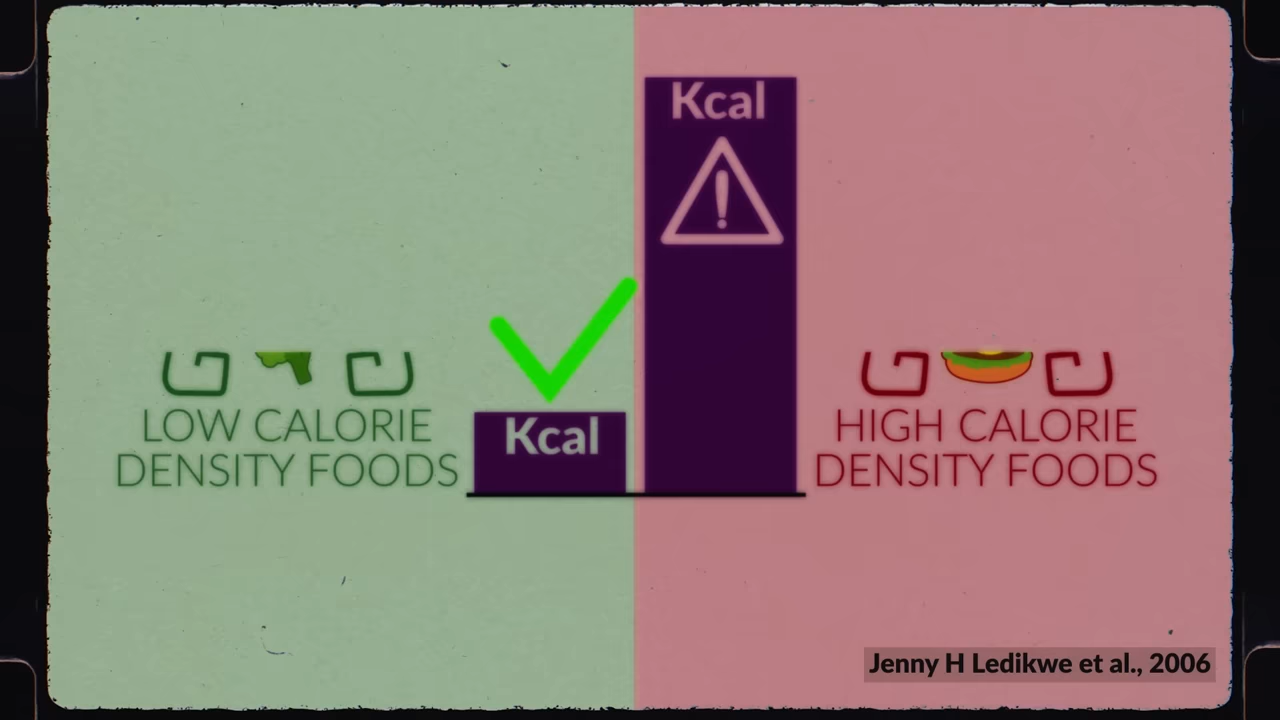 Kcal
Kcal
LOW CALORIE
DENSITY FOODS
HIGH CALORIE
DENSITY FOODS
Jenny H Ledikwe et al., 2006